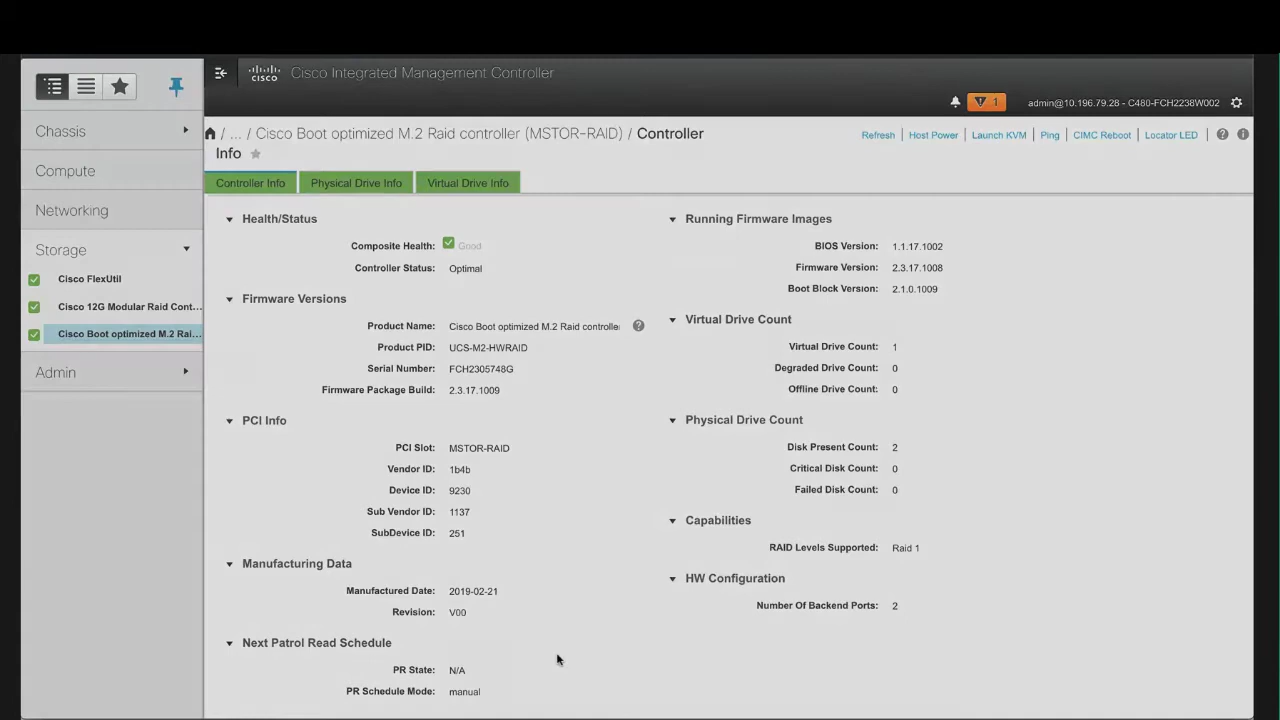 cisco Cisco Integrated Management Controller
1 admin@10.196.79.28 - C480-FCH2238W002
/ ... / Cisco Boot optimized M.2 Raid controller (MSTOR-RAID) / Controller
Info
Refresh | Host Power | Launch KVM | Ping | CIMC Reboot | Locator LED |
Chassis
Compute
Networking
Storage
Cisco FlexUtil
Cisco 12G Modular Raid Cont...
Cisco Boot optimized M.2 Rai...
Admin
Controller Info Physical Drive Info Virtual Drive Info
Health/Status
Composite Health: Good
Controller Status: Optimal
Firmware Versions
Product Name: Cisco Boot optimized M.2 Raid controlle
Product PID: UCS-M2-HWRAID
Serial Number: FCH2305748G
Firmware Package Build: 2.3.17.1009
PCI Info
PCI Slot: MSTOR-RAID
Vendor ID: 1b4b
Device ID: 9230
Sub Vendor ID: 1137
SubDevice ID: 251
Manufacturing Data
Manufactured Date: 2019-02-21
Revision: V00
Next Patrol Read Schedule
PR State: N/A
PR Schedule Mode: manual
Running Firmware Images
BIOS Version: 1.1.17.1002
Firmware Version: 2.3.17.1008
Boot Block Version: 2.1.0.1009
Virtual Drive Count
Virtual Drive Count: 1
Degraded Drive Count: 0
Offline Drive Count: 0
Physical Drive Count
Disk Present Count: 2
Critical Disk Count: 0
Failed Disk Count: 0
Capabilities
RAID Levels Supported: Raid 1
HW Configuration
Number Of Backend Ports: 2